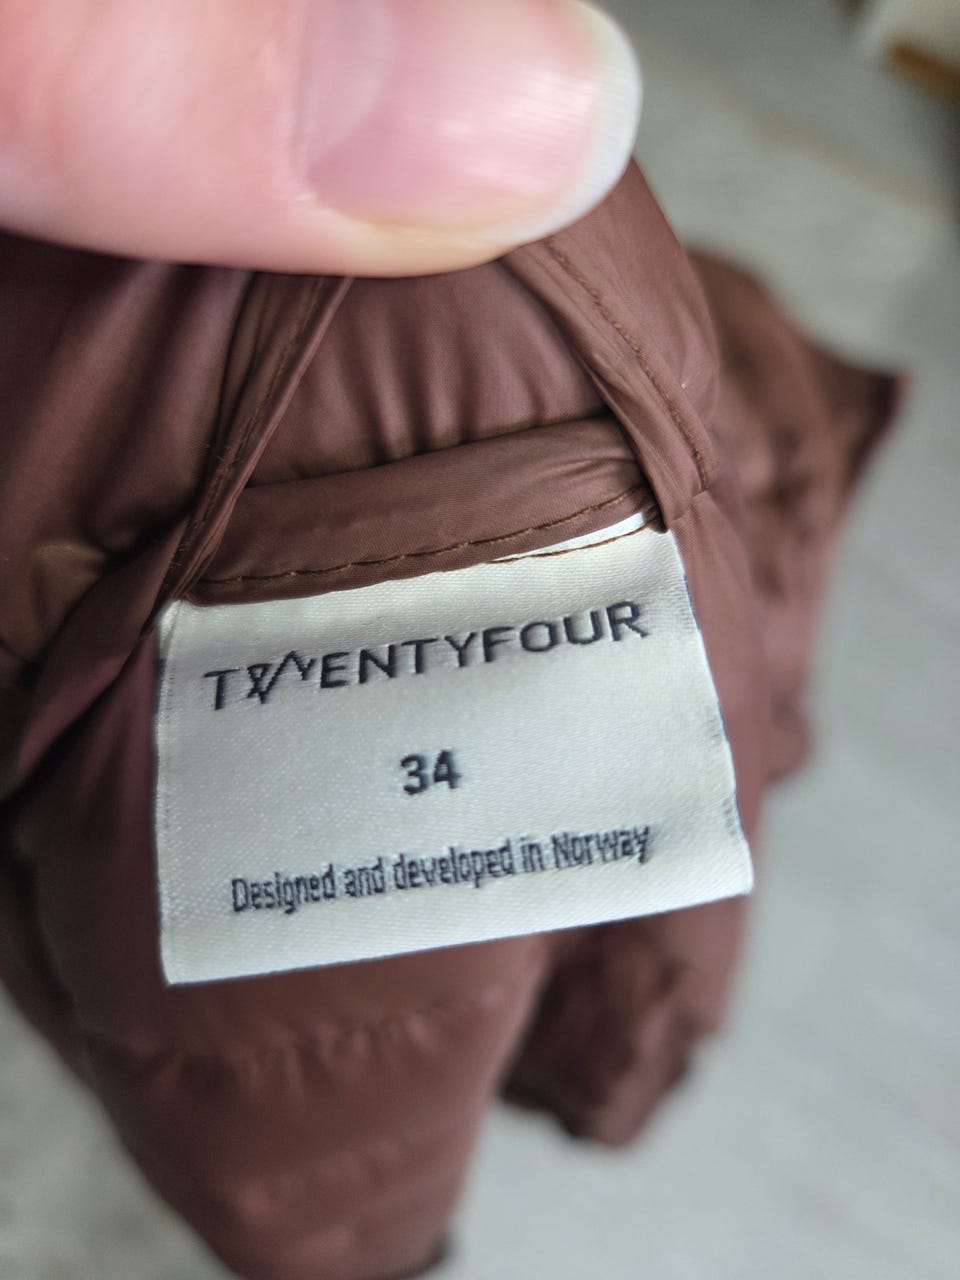 TWENTYFOUR
34
Designed and developed in Norway